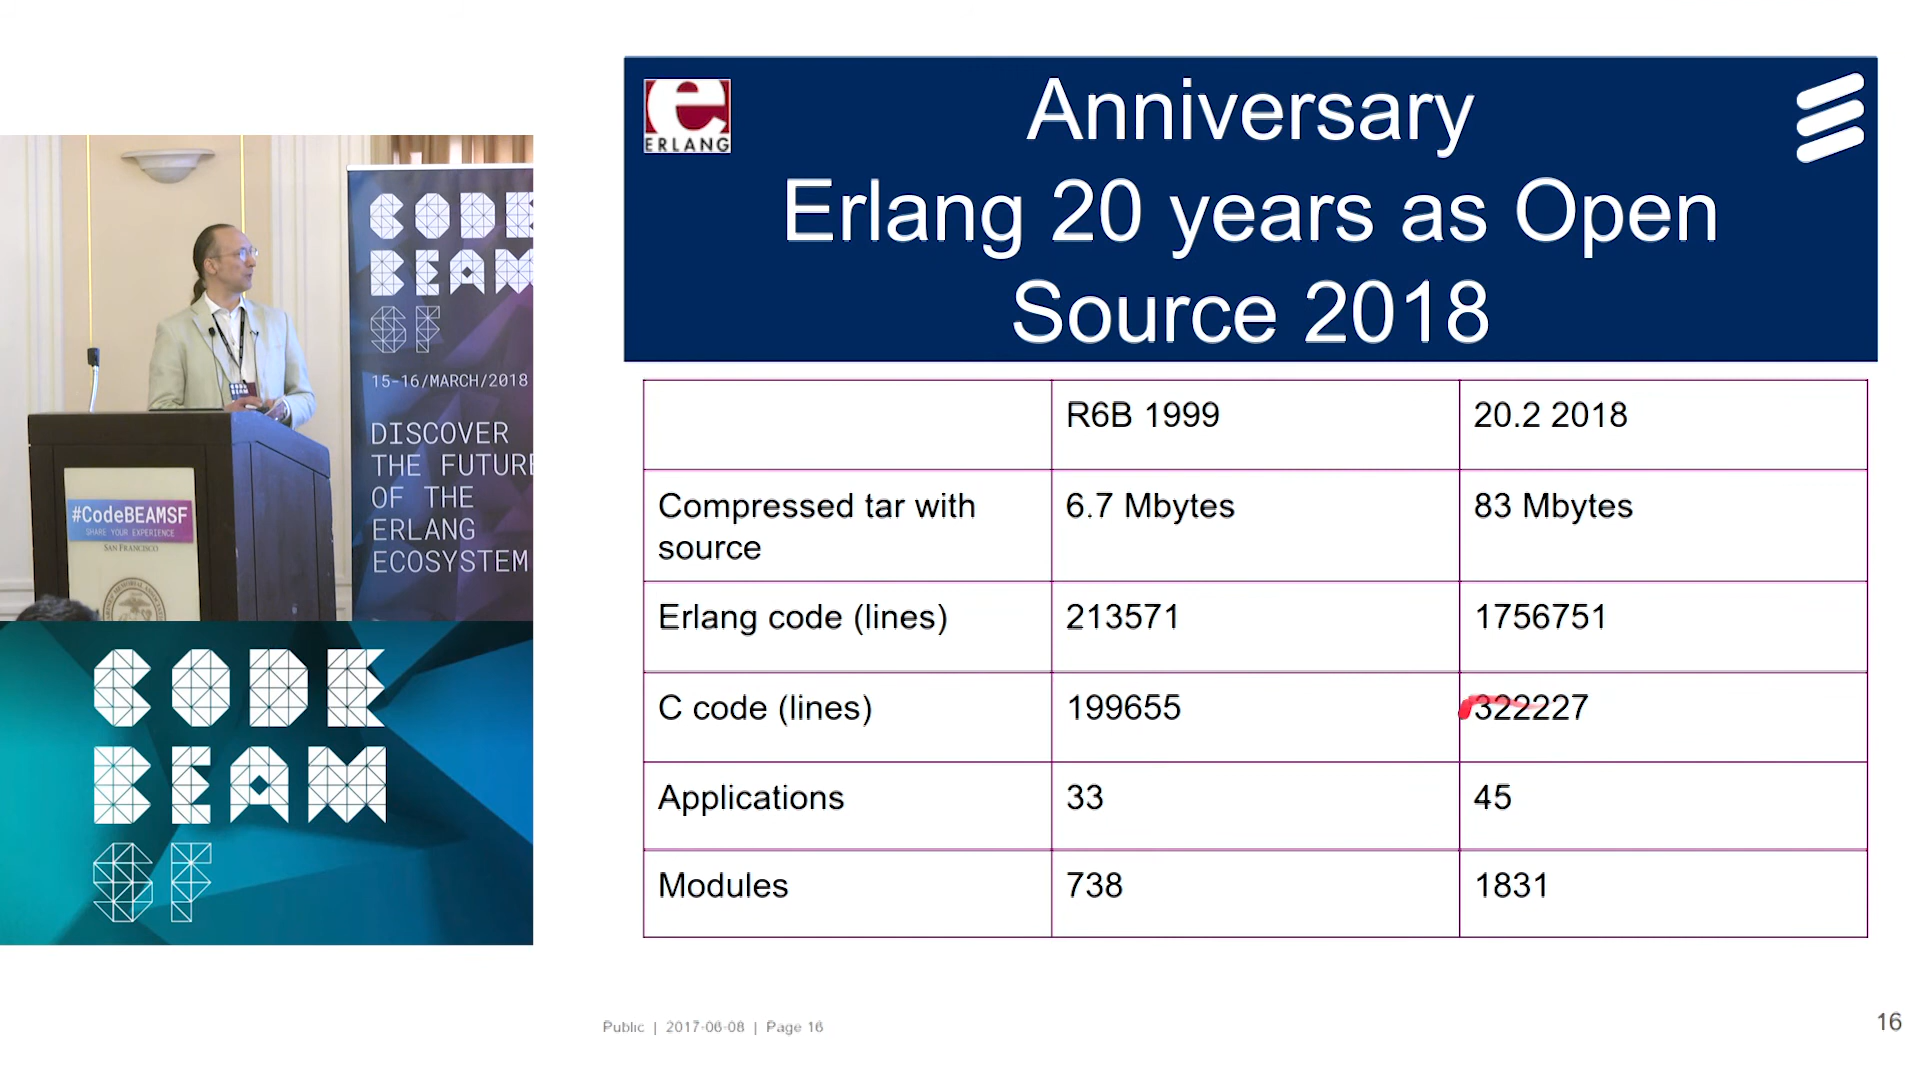 CODE
BEAM
SF
15-16/MARCH/2018
DISCOVER
THE FUTURE
OF THE
ERLANG
ECOSYSTEM
#CodeBEAMSF
SHARE YOUR EXPERIENCE
SAN FRANCISCO
CODE
BEAM
SF
ERLANG
Anniversary
Erlang 20 years as Open
Source 2018
R6B 1999 20.2 2018
Compressed tar with 6.7 Mbytes 83 Mbytes
source
Erlang code (lines) 213571 1756751
C code (lines) 199655 322227
Applications 33 45
Modules 738 1831
Public | 2017-06-08 | Page 16
16